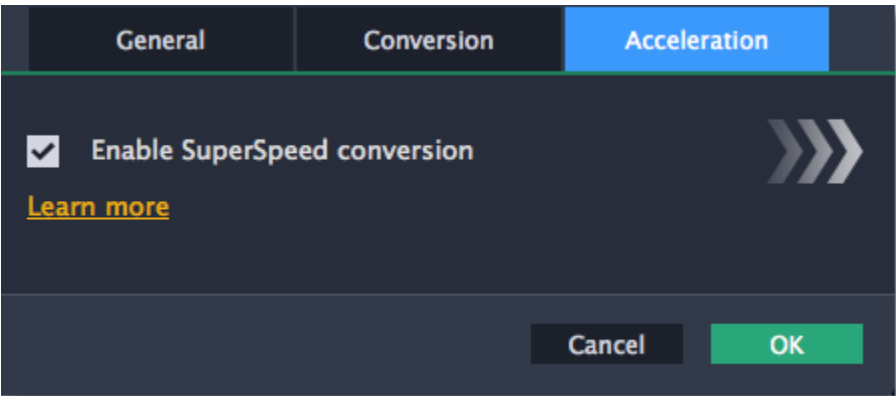 General Conversion Acceleration
Enable SuperSpeed conversion
Learn more
Cancel OK